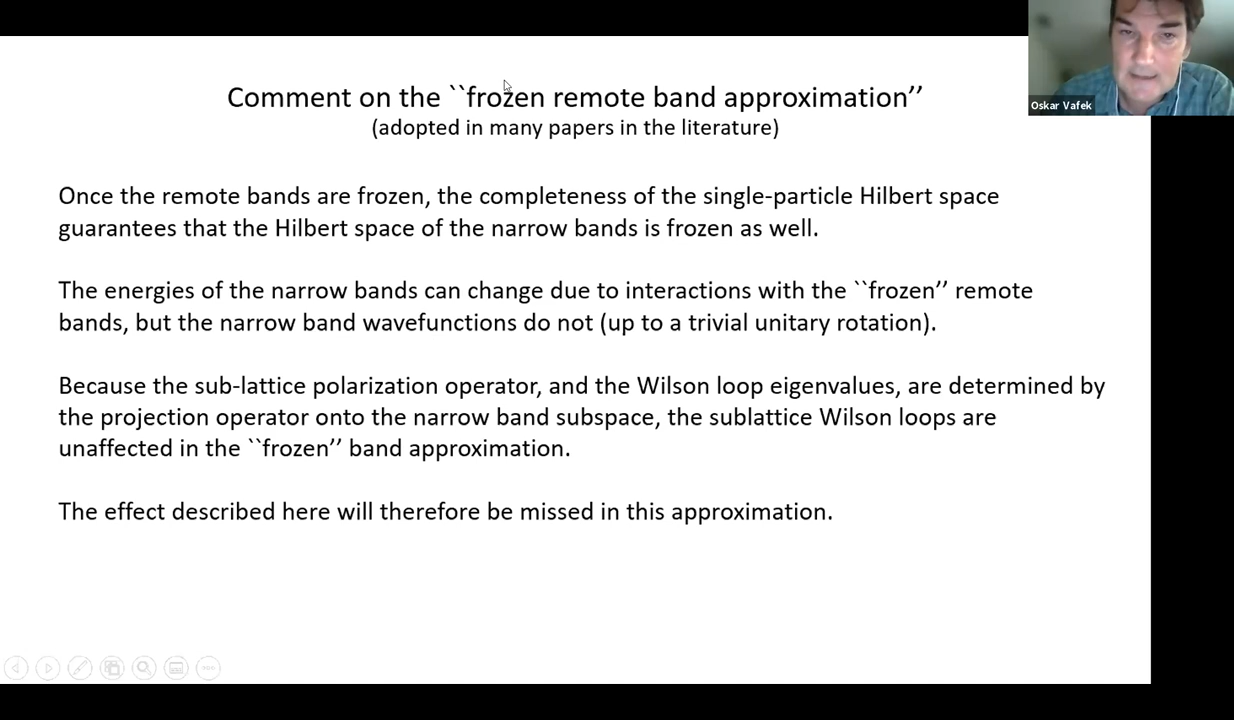 Comment on the ``frozen remote band approximation’’
(adopted in many papers in the literature)
Oskar Vafek
Once the remote bands are frozen, the completeness of the single-particle Hilbert space
guarantees that the Hilbert space of the narrow bands is frozen as well.
The energies of the narrow bands can change due to interactions with the ``frozen’’ remote
bands, but the narrow band wavefunctions do not (up to a trivial unitary rotation).
Because the sub-lattice polarization operator, and the Wilson loop eigenvalues, are determined by
the projection operator onto the narrow band subspace, the sublattice Wilson loops are
unaffected in the ``frozen’’ band approximation.
The effect described here will therefore be missed in this approximation.